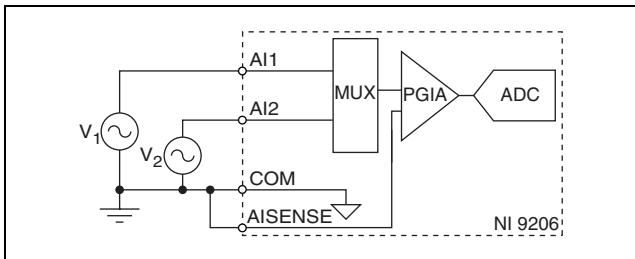 AI1
MUX
PGIA
ADC
AI2
V1
V2
COM
AISENSE
NI 9206